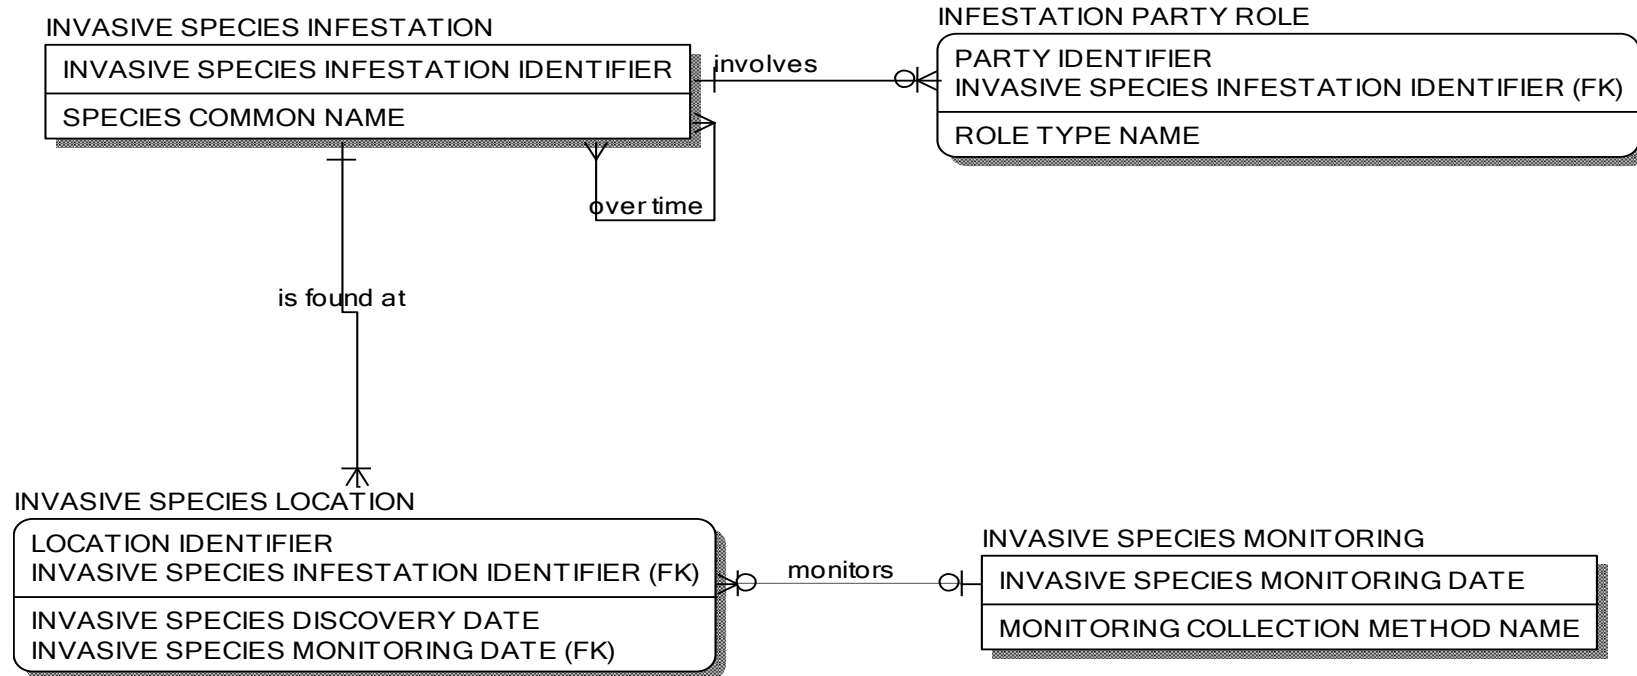 INVASIVE SPECIES INFESTATION
INVASIVE SPECIES INFESTATION IDENTIFIER
SPECIES COMMON NAME
involves
INFESTATION PARTY ROLE
PARTY IDENTIFIER
INVASIVE SPECIES INFESTATION IDENTIFIER (FK)
ROLE TYPE NAME
over time
is found at
INVASIVE SPECIES LOCATION
LOCATION IDENTIFIER
INVASIVE SPECIES INFESTATION IDENTIFIER (FK)
INVASIVE SPECIES DISCOVERY DATE
INVASIVE SPECIES MONITORING DATE (FK)
monitors
INVASIVE SPECIES MONITORING
INVASIVE SPECIES MONITORING DATE
MONITORING COLLECTION METHOD NAME